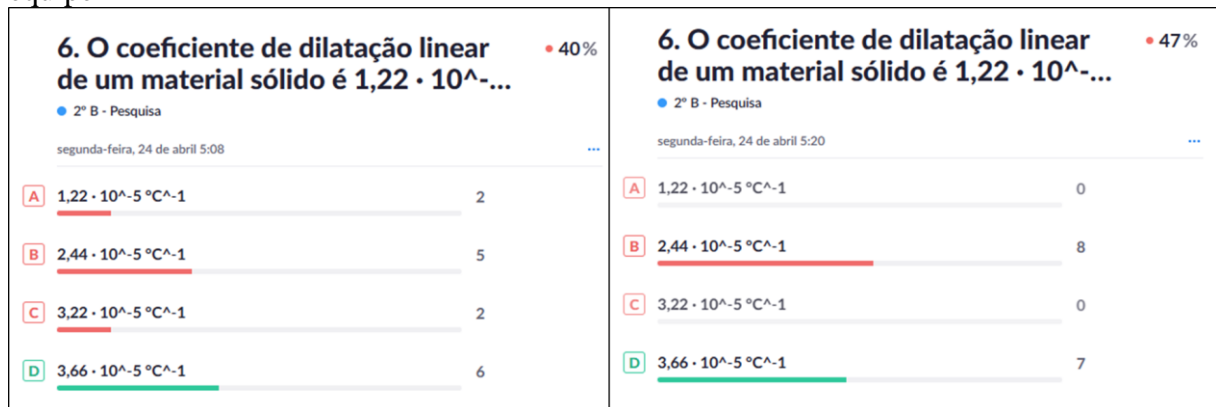 6. O coeficiente de dilatação linear
de um material sólido é 1,22 · 10^-...
• 40%
2º B - Pesquisa
segunda-feira, 24 de abril 5:08
...
A 1,22 · 10^-5 °C^-1 2
B 2,44 · 10^-5 °C^-1 5
C 3,22 · 10^-5 °C^-1 2
D 3,66 · 10^-5 °C^-1 6
6. O coeficiente de dilatação linear
de um material sólido é 1,22 · 10^-...
• 47%
2º B - Pesquisa
segunda-feira, 24 de abril 5:20
...
A 1,22 · 10^-5 °C^-1 0
B 2,44 · 10^-5 °C^-1 8
C 3,22 · 10^-5 °C^-1 0
D 3,66 · 10^-5 °C^-1 7